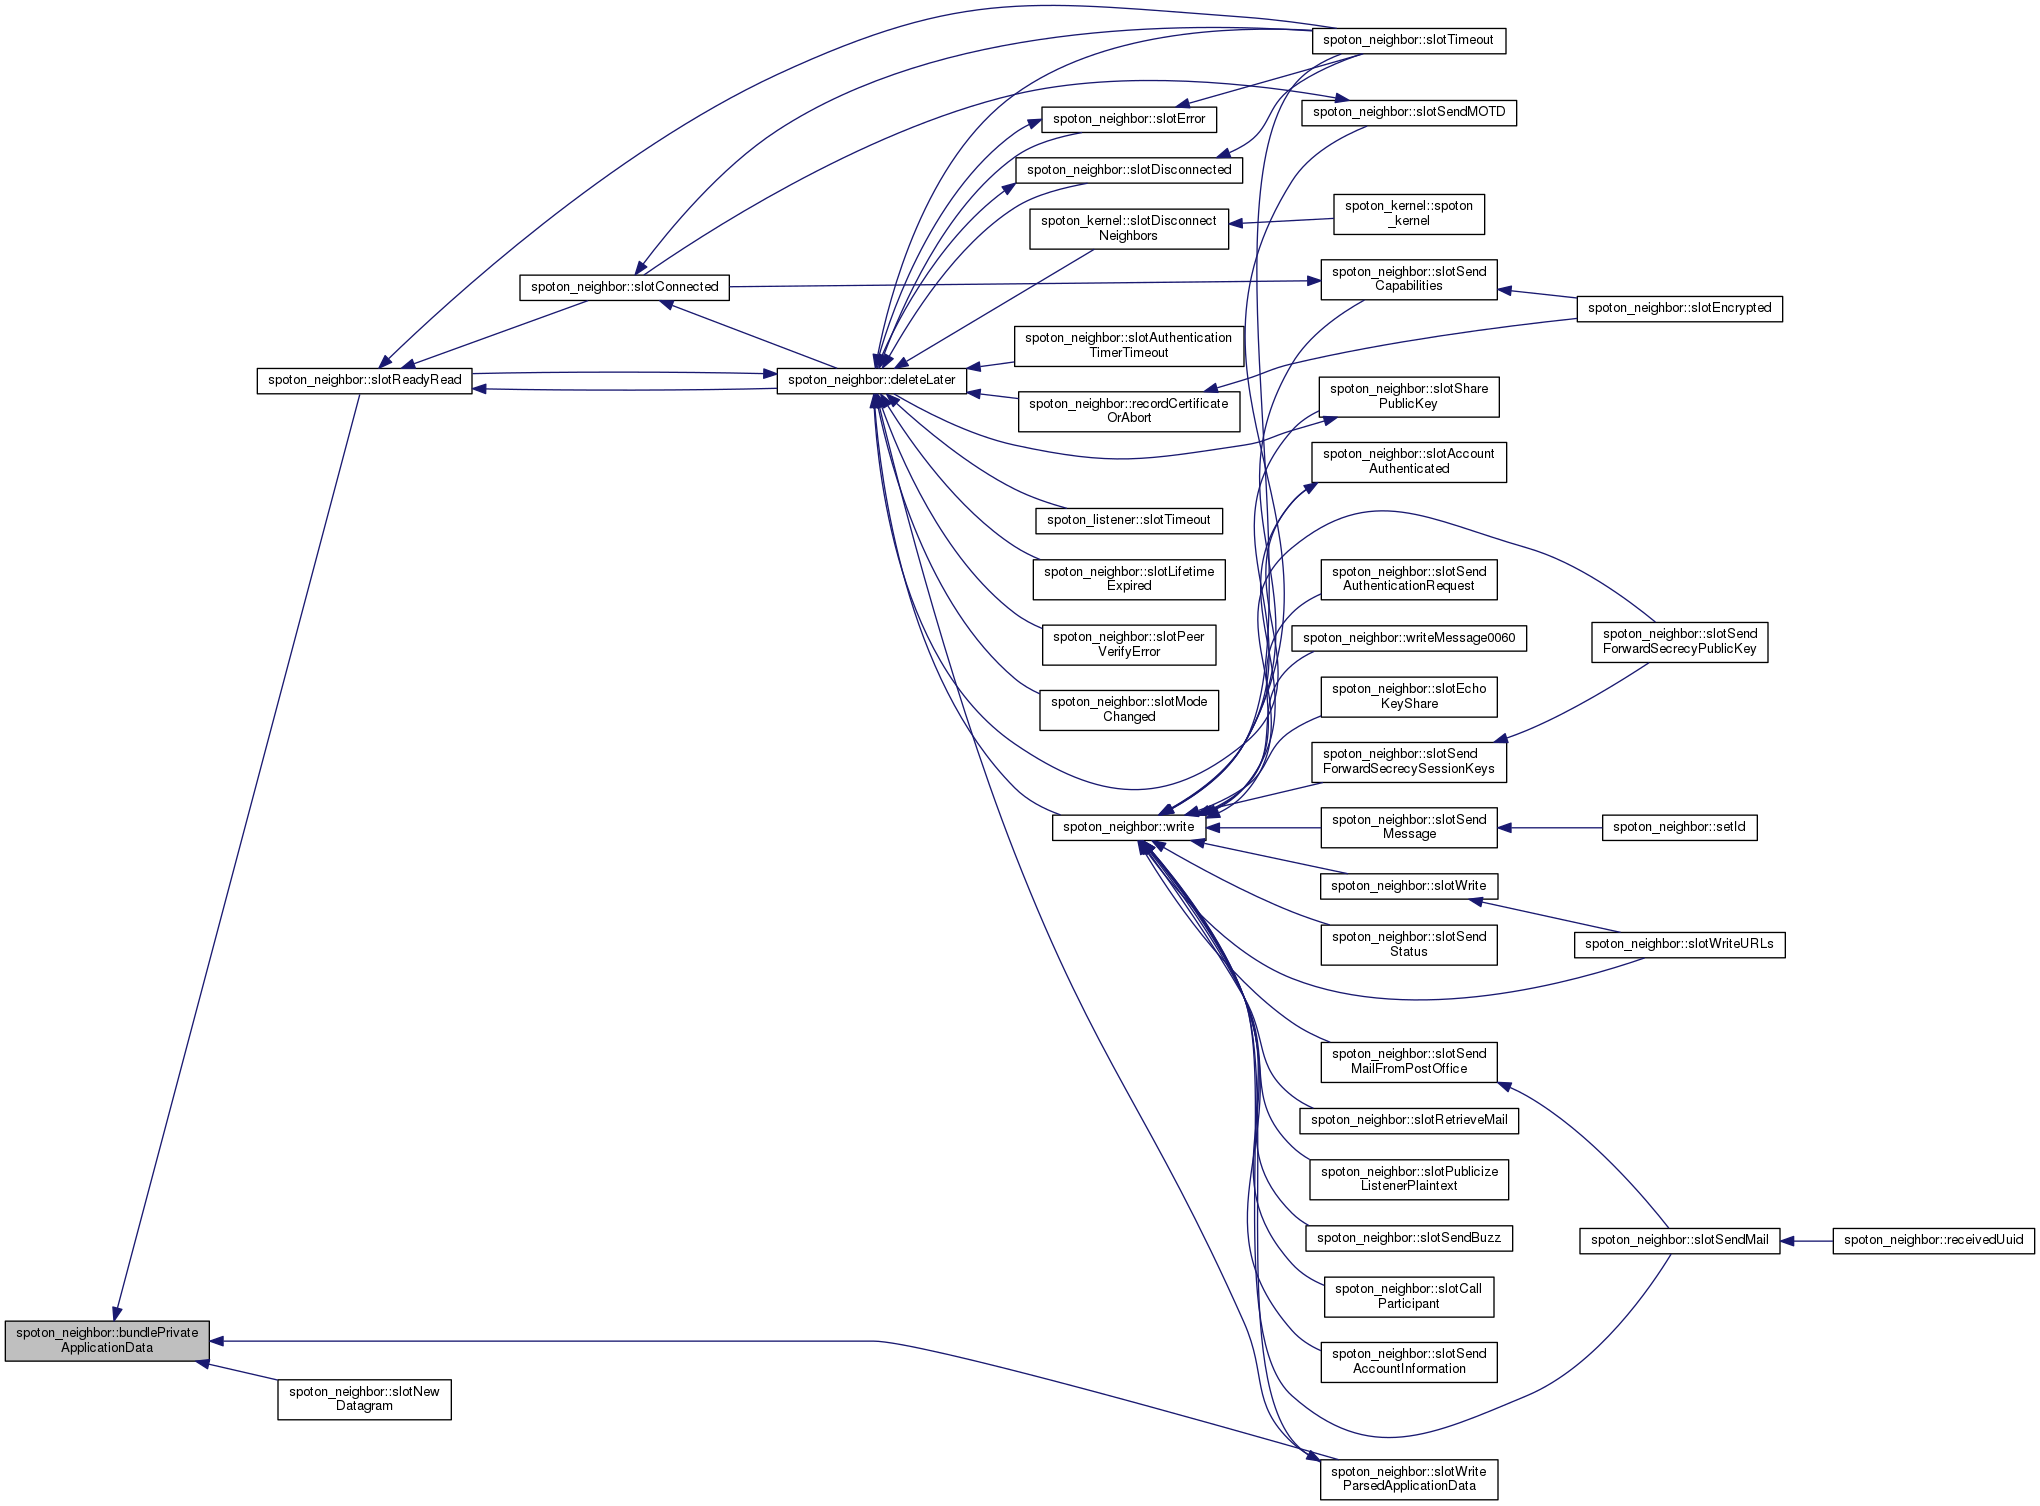 spoton_neighbor::slotTimeout
spoton_neighbor::slotSendMOTD
spoton_neighbor::slotError
spoton_neighbor::slotDisconnected
spoton_kernel::slotDisconnect
Neighbors
spoton_kernel::spoton
_kernel
spoton_neighbor::slotConnected
spoton_neighbor::slotSend
Capabilities
spoton_neighbor::slotEncrypted
spoton_neighbor::slotAuthentication
TimerTimeout
spoton_neighbor::slotReadyRead
spoton_neighbor::deleteLater
spoton_neighbor::recordCertificate
OrAbort
spoton_neighbor::slotShare
PublicKey
spoton_neighbor::slotAccount
Authenticated
spoton_listener::slotTimeout
spoton_neighbor::slotLifetime
Expired
spoton_neighbor::slotSend
AuthenticationRequest
spoton_neighbor::slotPeer
VerifyError
spoton_neighbor::writeMessage0060
spoton_neighbor::slotSend
ForwardSecrecyPublicKey
spoton_neighbor::slotMode
Changed
spoton_neighbor::slotEcho
KeyShare
spoton_neighbor::slotSend
ForwardSecrecySessionKeys
spoton_neighbor::write
spoton_neighbor::slotSend
Message
spoton_neighbor::setId
spoton_neighbor::slotWrite
spoton_neighbor::slotSend
Status
spoton_neighbor::slotWriteURLs
spoton_neighbor::slotSend
MailFromPostOffice
spoton_neighbor::slotRetrieveMail
spoton_neighbor::slotPublicize
ListenerPlaintext
spoton_neighbor::slotSendBuzz
spoton_neighbor::slotSendMail
spoton_neighbor::receivedUuid
spoton_neighbor::slotCall
Participant
spoton_neighbor::bundlePrivate
ApplicationData
spoton_neighbor::slotSend
AccountInformation
spoton_neighbor::slotNew
Datagram
spoton_neighbor::slotWrite
ParsedApplicationData